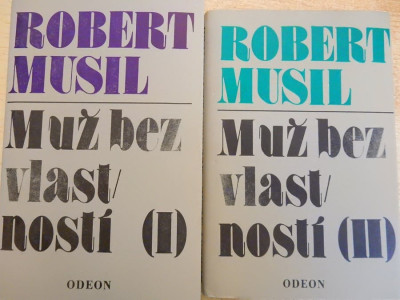 ROBERT
MUSIL
Muž bez
vlast/
ností (I)
ODEON
ROBERT
MUSIL
Muž bez
vlast/
ností (II)
ODEON